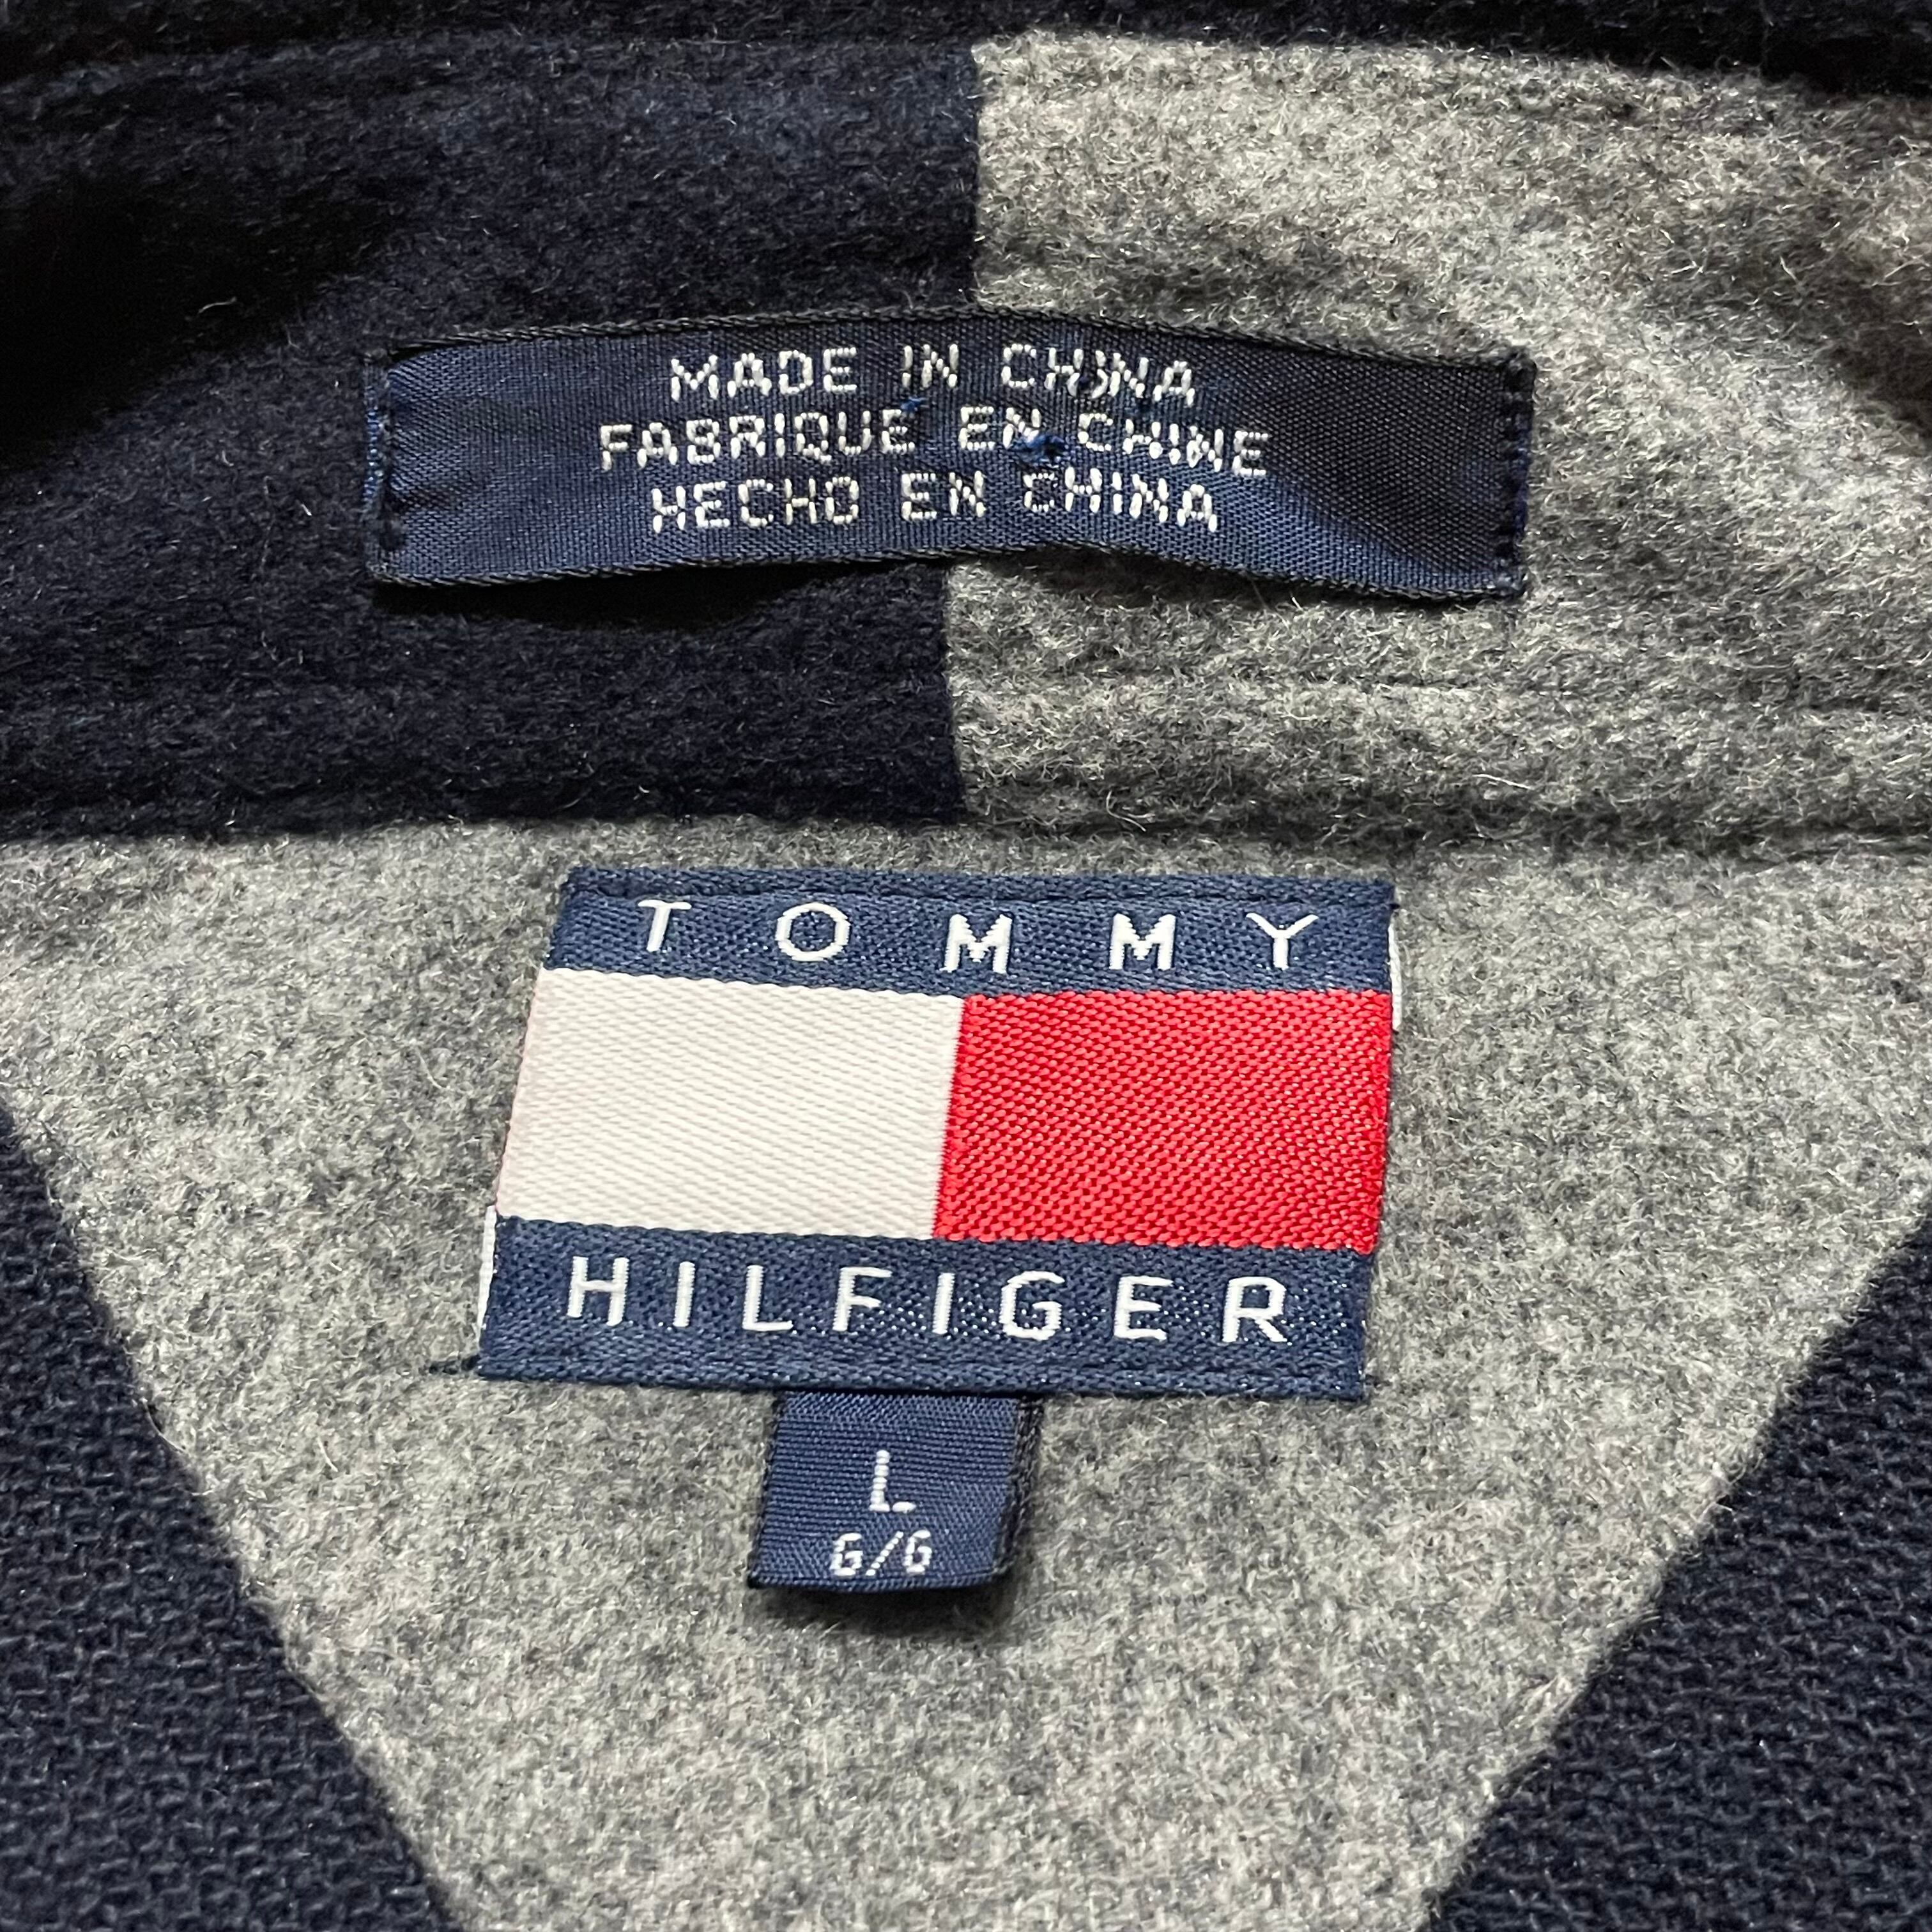 MADE IN CHINA
FABRIQUE EN CHINE
HECHO EN CHINA
TOMMY
HILFIGER
L
G/G